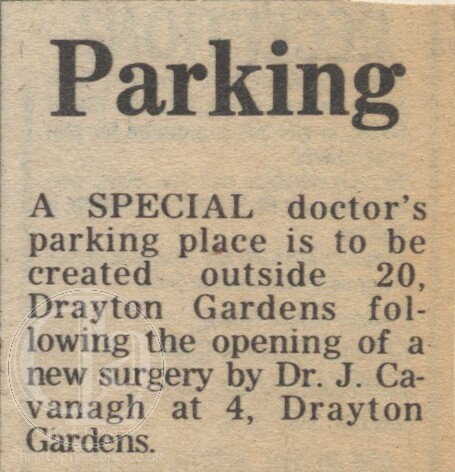 Parking
A SPECIAL doctor's
parking place is to be
created outside 20,
Drayton Gardens fol-
lowing the opening of a
new surgery by Dr. J. Ca-
vanagh at 4, Drayton
Gardens.